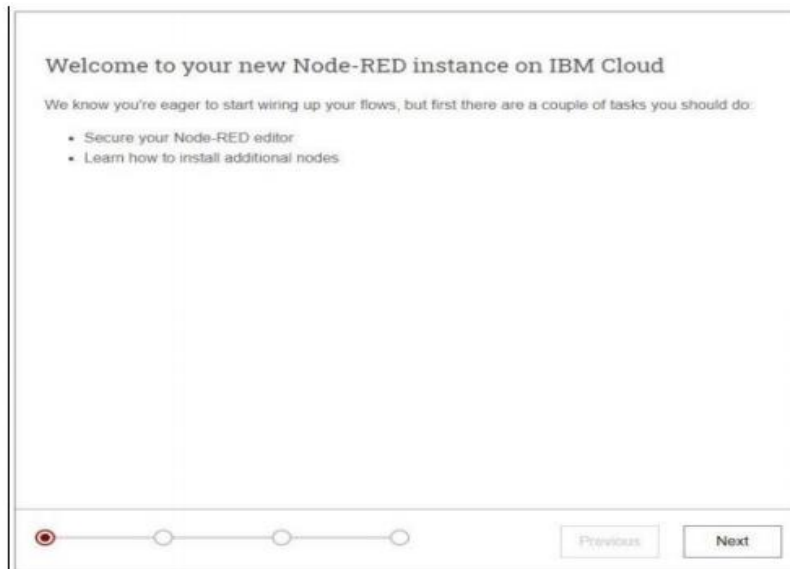 Welcome to your new Node-RED instance on IBM Cloud
We know you're eager to start wiring up your flows, but first there are a couple of tasks you should do:
• Secure your Node-RED editor
• Learn how to install additional nodes
Previous
Next